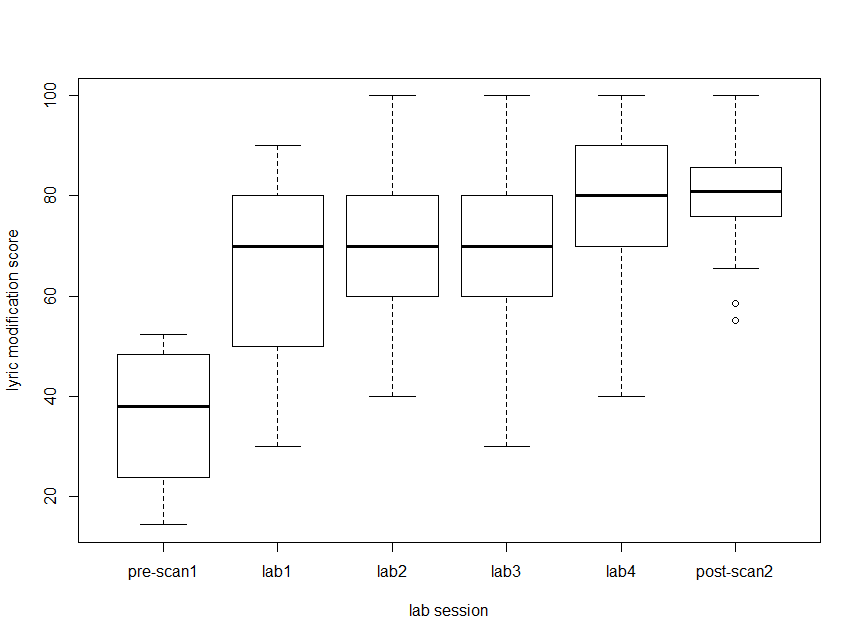 100
80
60
40
20
lyric modification score
pre-scan1 lab1 lab2 lab3 lab4 post-scan2
lab session